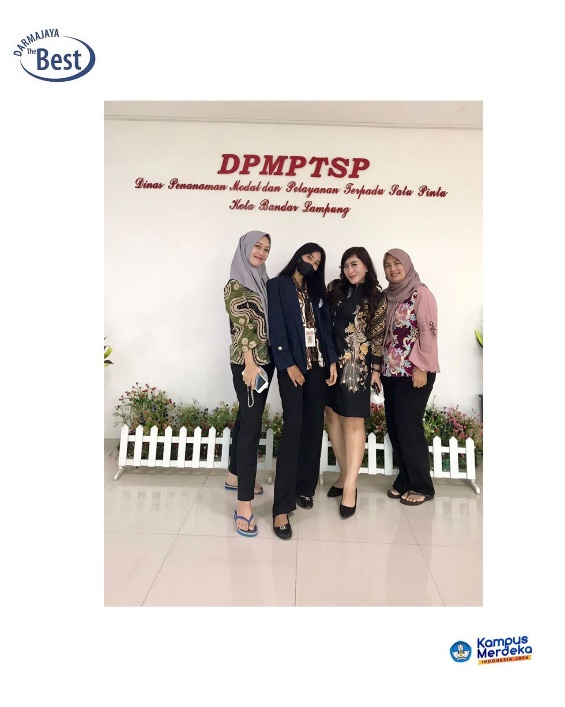 DARMAJAYA
The Best
DPMPTSP
Dinas Penanaman Modal dan Pelayanan Terpadu Satu Pintu
Kota Bandar Lampung
Kampus
Merdeka
INDONESIA JAYA